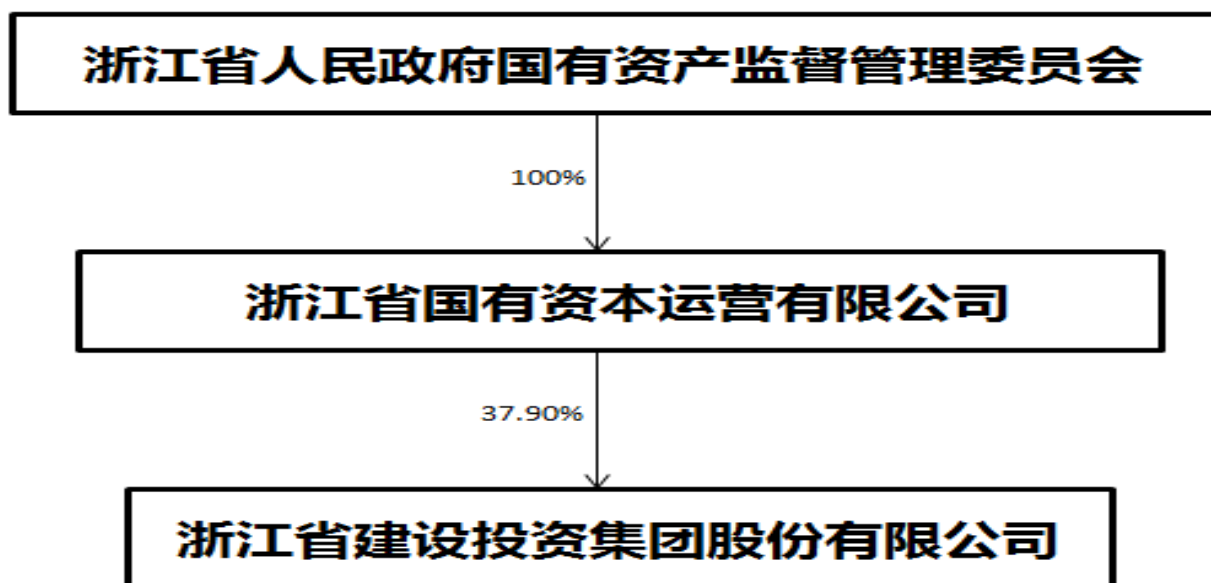 浙江省人民政府国有资产监督管理委员会
100%
浙江省国有资本运营有限公司
37.90%
浙江省建设投资集团股份有限公司